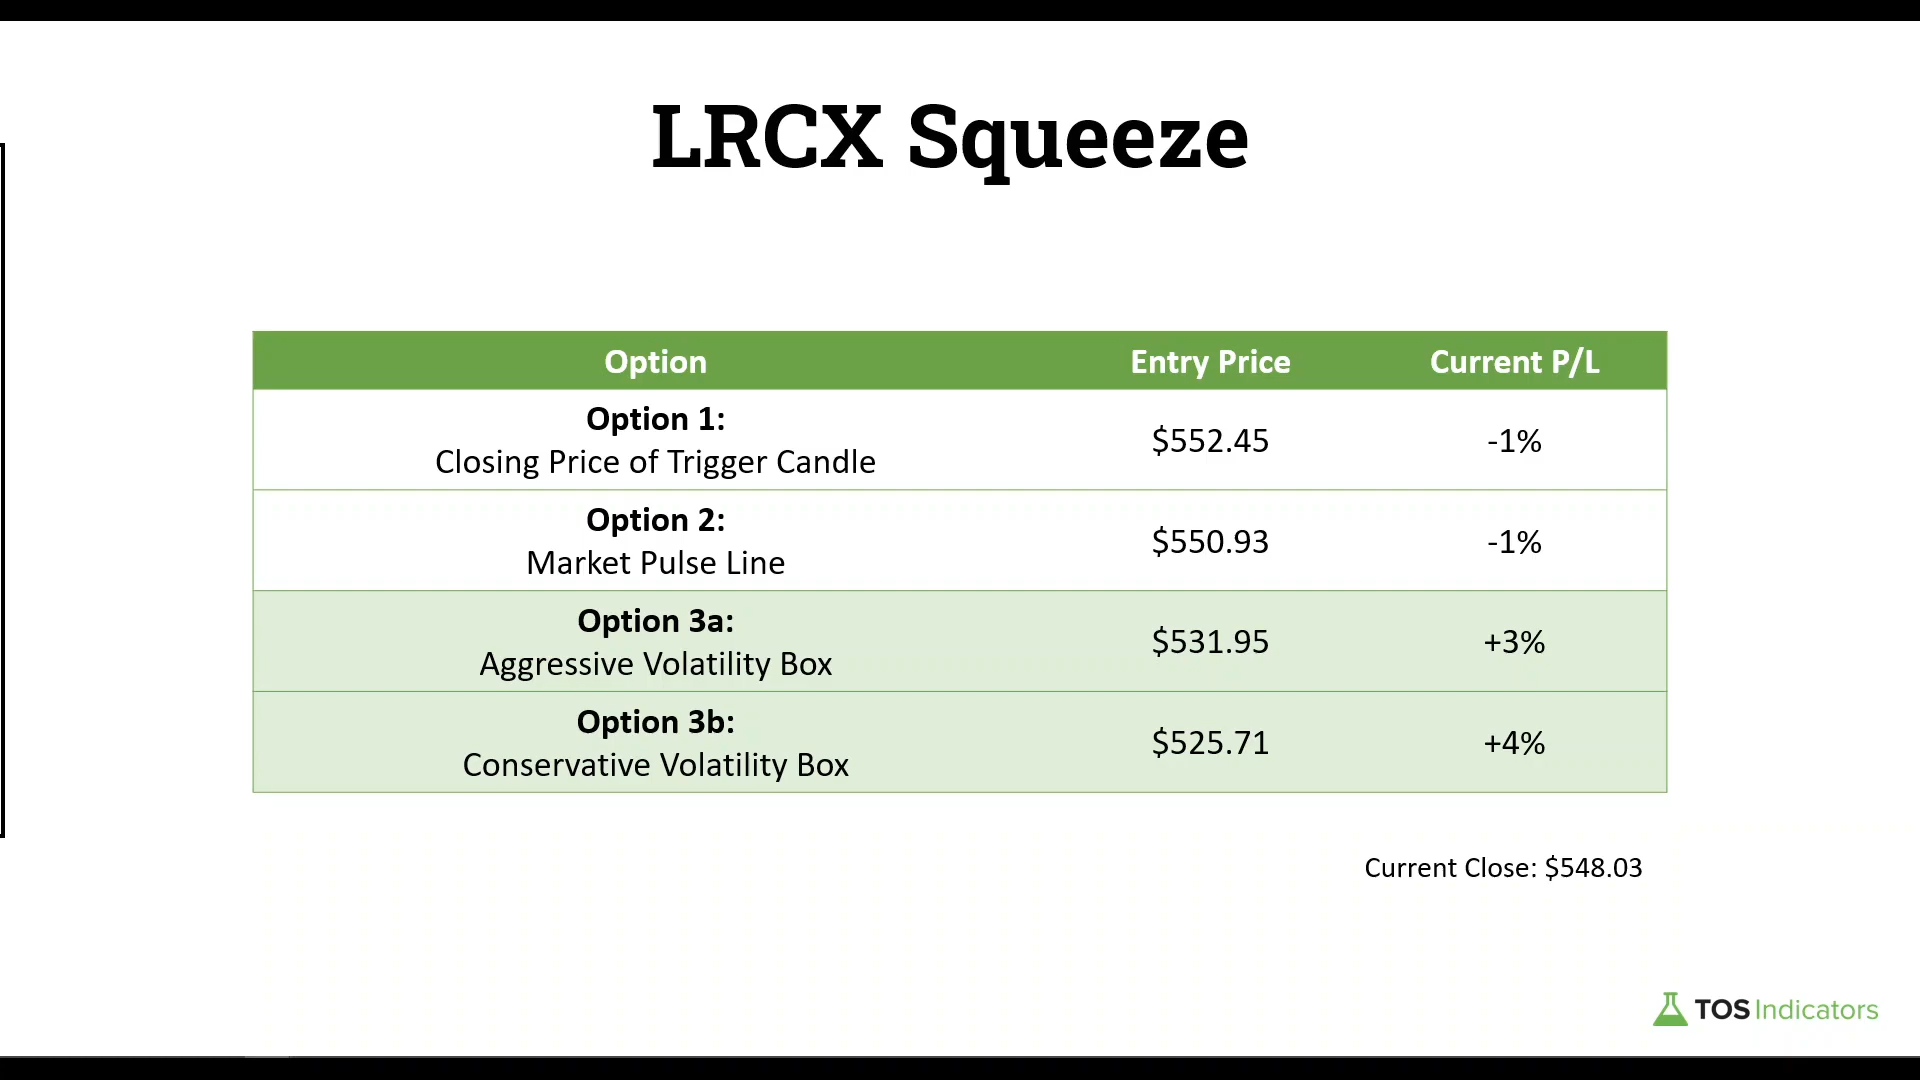 LRCX Squeeze
Option Entry Price Current P/L
Option 1:
Closing Price of Trigger Candle $552.45 -1%
Option 2:
Market Pulse Line $550.93 -1%
Option 3a:
Aggressive Volatility Box $531.95 +3%
Option 3b:
Conservative Volatility Box $525.71 +4%
Current Close: $548.03
TOS Indicators